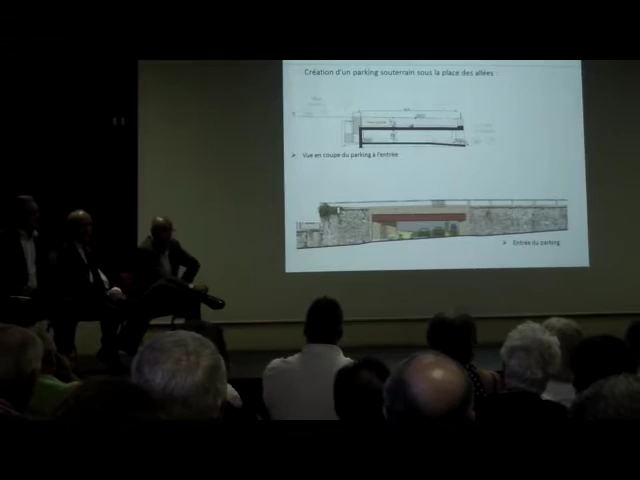 Création d'un parking souterrain sous la place des allées
➢ Vue en coupe du parking à l'entrée
➢ Entrée du parking